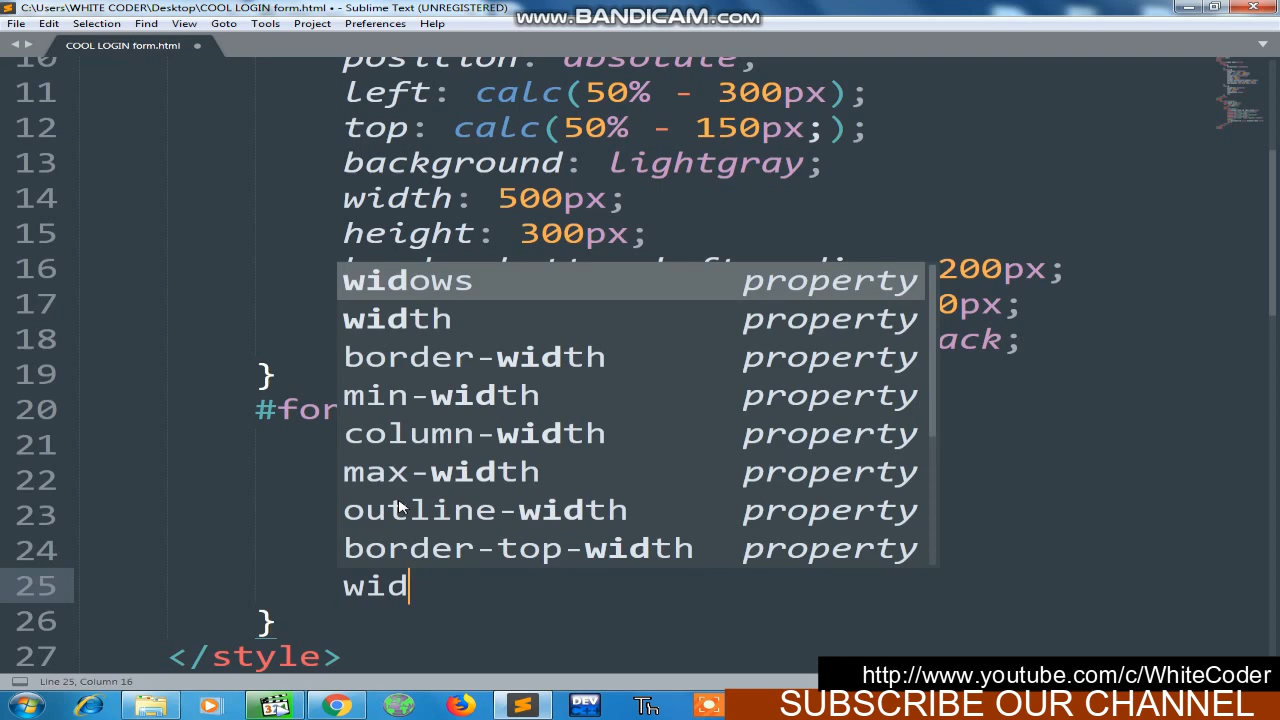 C:\Users\WHITE CODER\Desktop\COOL LOGIN form.html • - Sublime Text (UNREGISTERED)
www.BANDICAM.com
File Edit Selection Find View Goto Tools Project Preferences Help
COOL LOGIN form.html
10 position: absolute;
11 left: calc(50% - 300px);
12 top: calc(50% - 150px;);
13 background: lightgray;
14 width: 500px;
15 height: 300px;
16 200px;
17 0px;
18 ack;
19 }
20 #for
21
22
23
24
25 wid
26 }
27 </style>
widows property
width property
border-width property
min-width property
column-width property
max-width property
outline-width property
border-top-width property
Line 25, Column 16
http://www.youtube.com/c/WhiteCoder
SUBSCRIBE OUR CHANNEL
DEV
Th